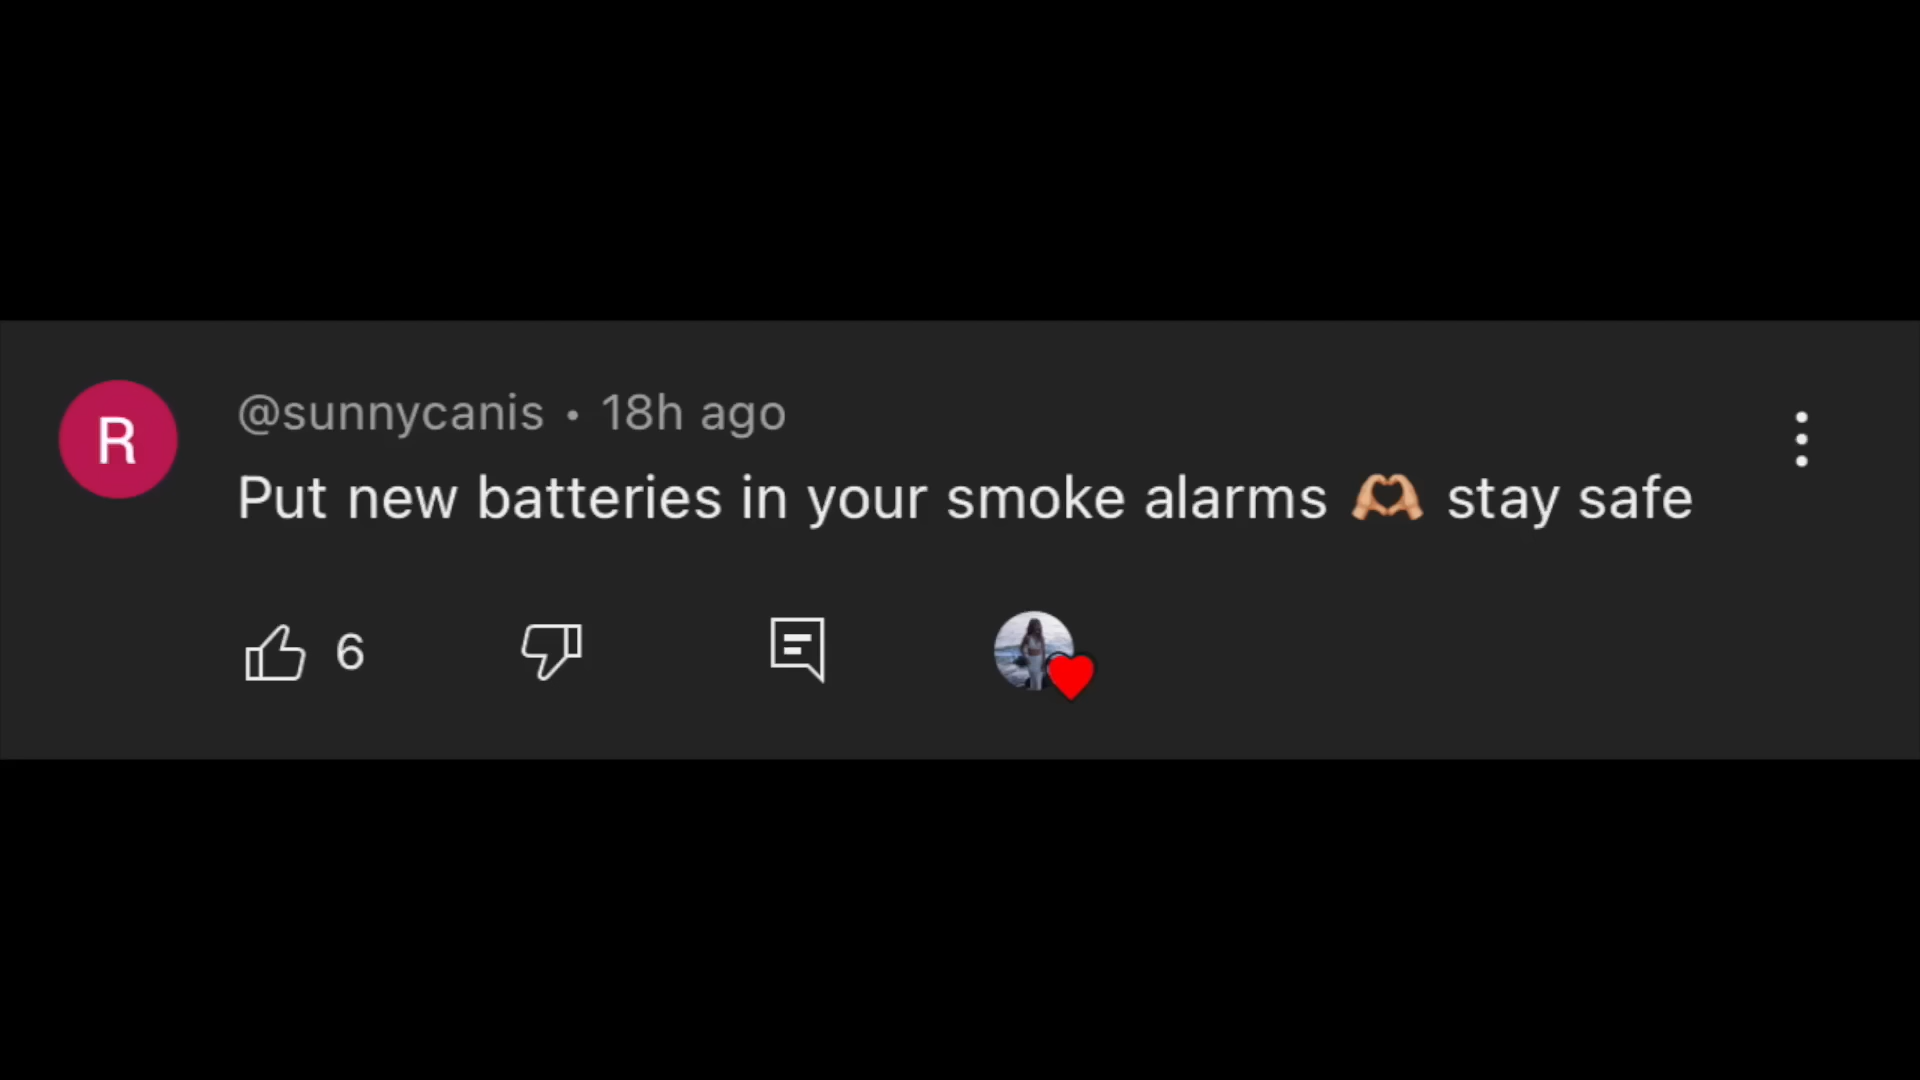 R
@sunnycanis • 18h ago
Put new batteries in your smoke alarms 🫶🏼 stay safe
6